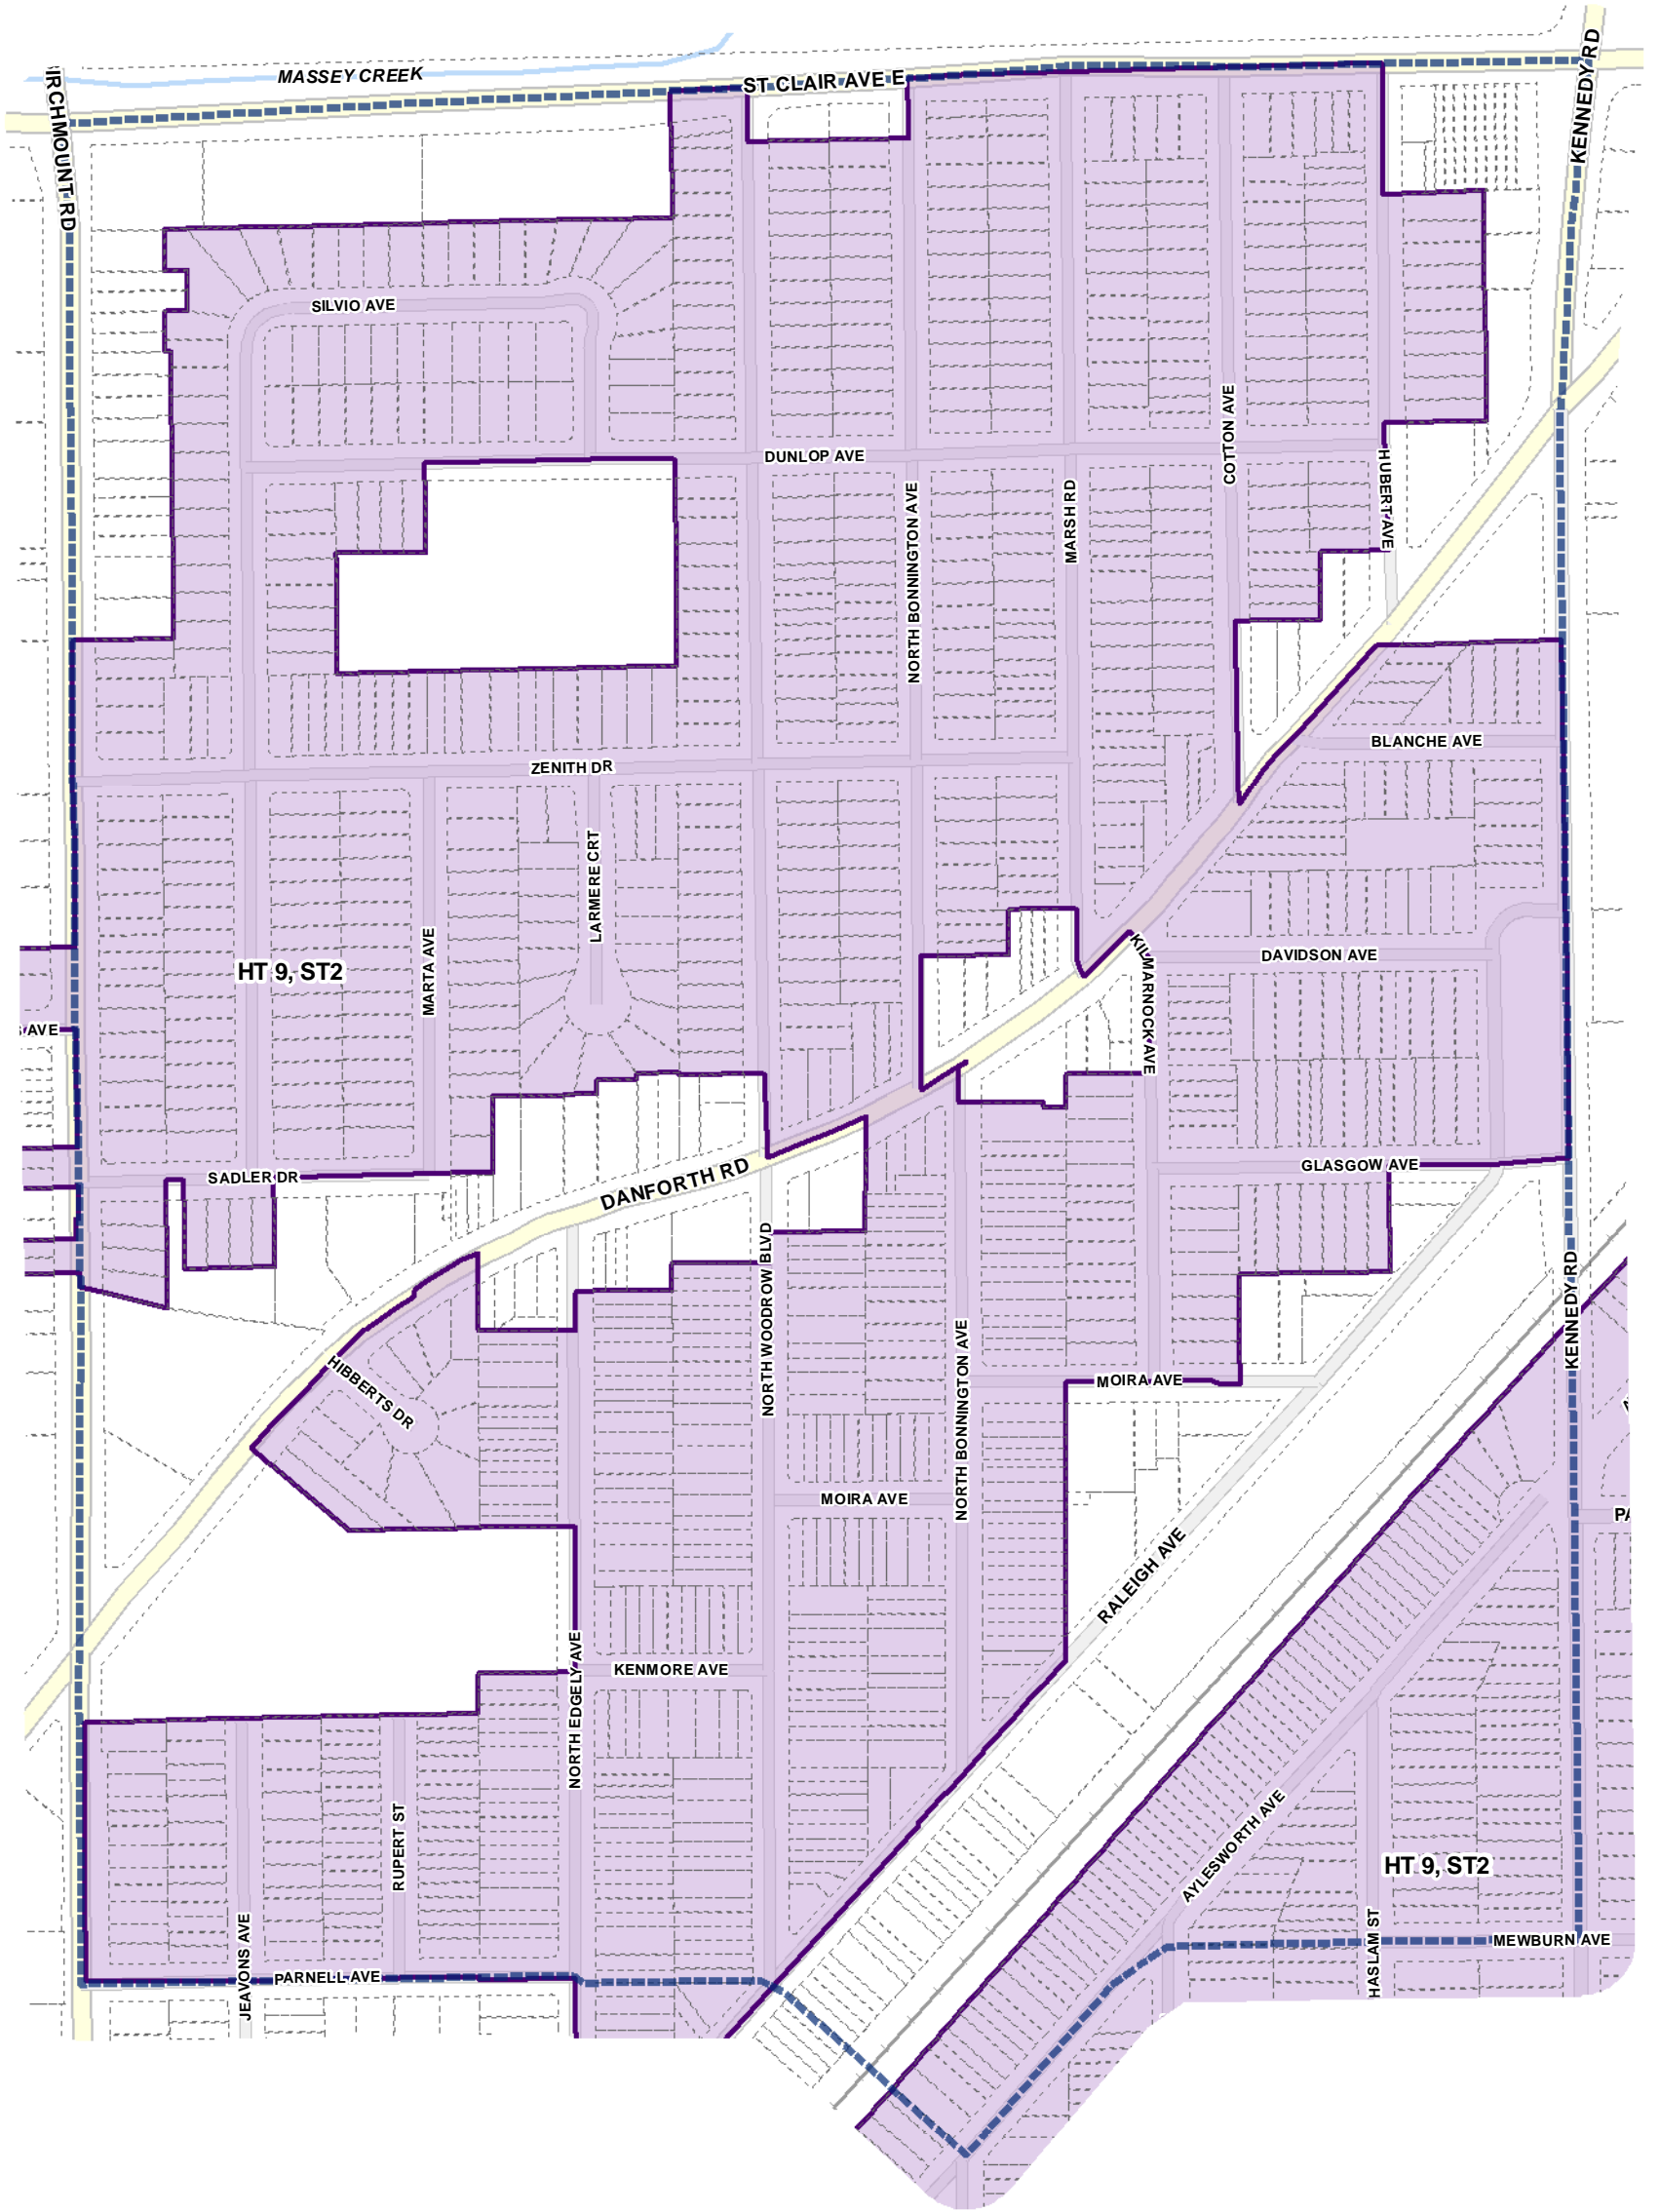 MASSEY CREEK
ST CLAIR AVE E
KENNEDY RD
IRCHMOUNT RD
SILVIO AVE
DUNLOP AVE
COTTON AVE
HUBERT AVE
NORTH BONNINGTON AVE
MARSH RD
BLANCHE AVE
ZENITH DR
LARMERE CRT
MARTA AVE
HT 9, ST2
KILMARNOCK AVE
DAVIDSON AVE
AVE
SADLER DR
DANFORTH RD
GLASGOW AVE
NORTH WOODROW BLVD
KENNEDY RD
HIBBERTS DR
NORTH BONNINGTON AVE
MOIRA AVE
MOIRA AVE
PA
RALEIGH AVE
NORTH EDGELY AVE
KENMORE AVE
RUPERT ST
AYLESWORTH AVE
HT 9, ST2
JEAVONS AVE
HASLAM ST
MEWBURN AVE
PARNELL AVE